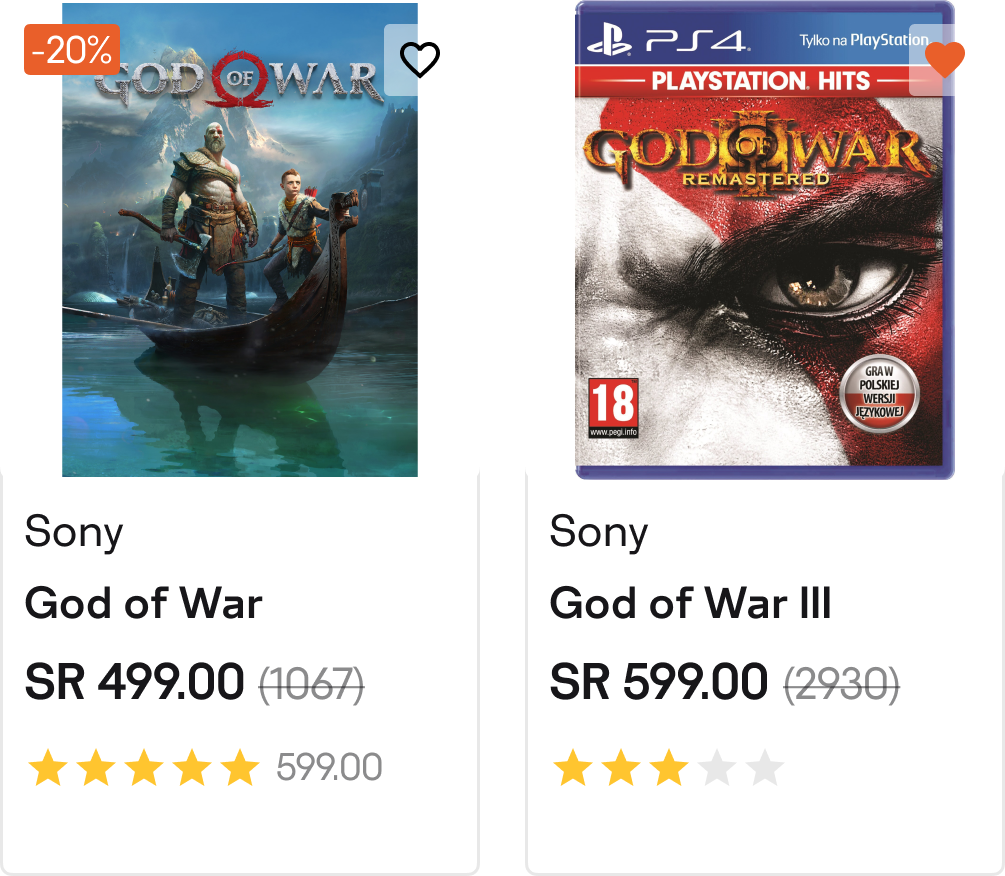 -20%
GOD OF WAR
PS4
Tylko na PlayStation
PLAYSTATION HITS
GOD OF WAR
III
REMASTERED
18
www.pegi.info
GRA W
POLSKIEJ
WERSJI
JĘZYKOWEJ
Sony
God of War
SR 499.00 (1067)
599.00
Sony
God of War III
SR 599.00 (2930)